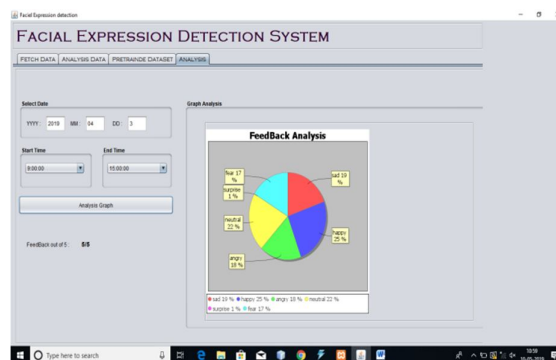 Facial Expression detection
FACIAL EXPRESSION DETECTION SYSTEM
FETCH DATA ANALYSIS DATA PRETRAINDE DATASET ANALYSIS
Select Date
YYYY: 2019 MM: 04 DD: 3
Start Time End Time
9:00:00 15:00:00
Analysis Graph
FeedBack out of 5 : 5/5
Graph Analysis
FeedBack Analysis
fear 17
%
sad 19
%
surprise
1 %
neutral
22 %
happy
25 %
angry
18 %
sad 19 % happy 25 % angry 18 % neutral 22 %
surprise 1 % fear 17 %
Type here to search
10:59